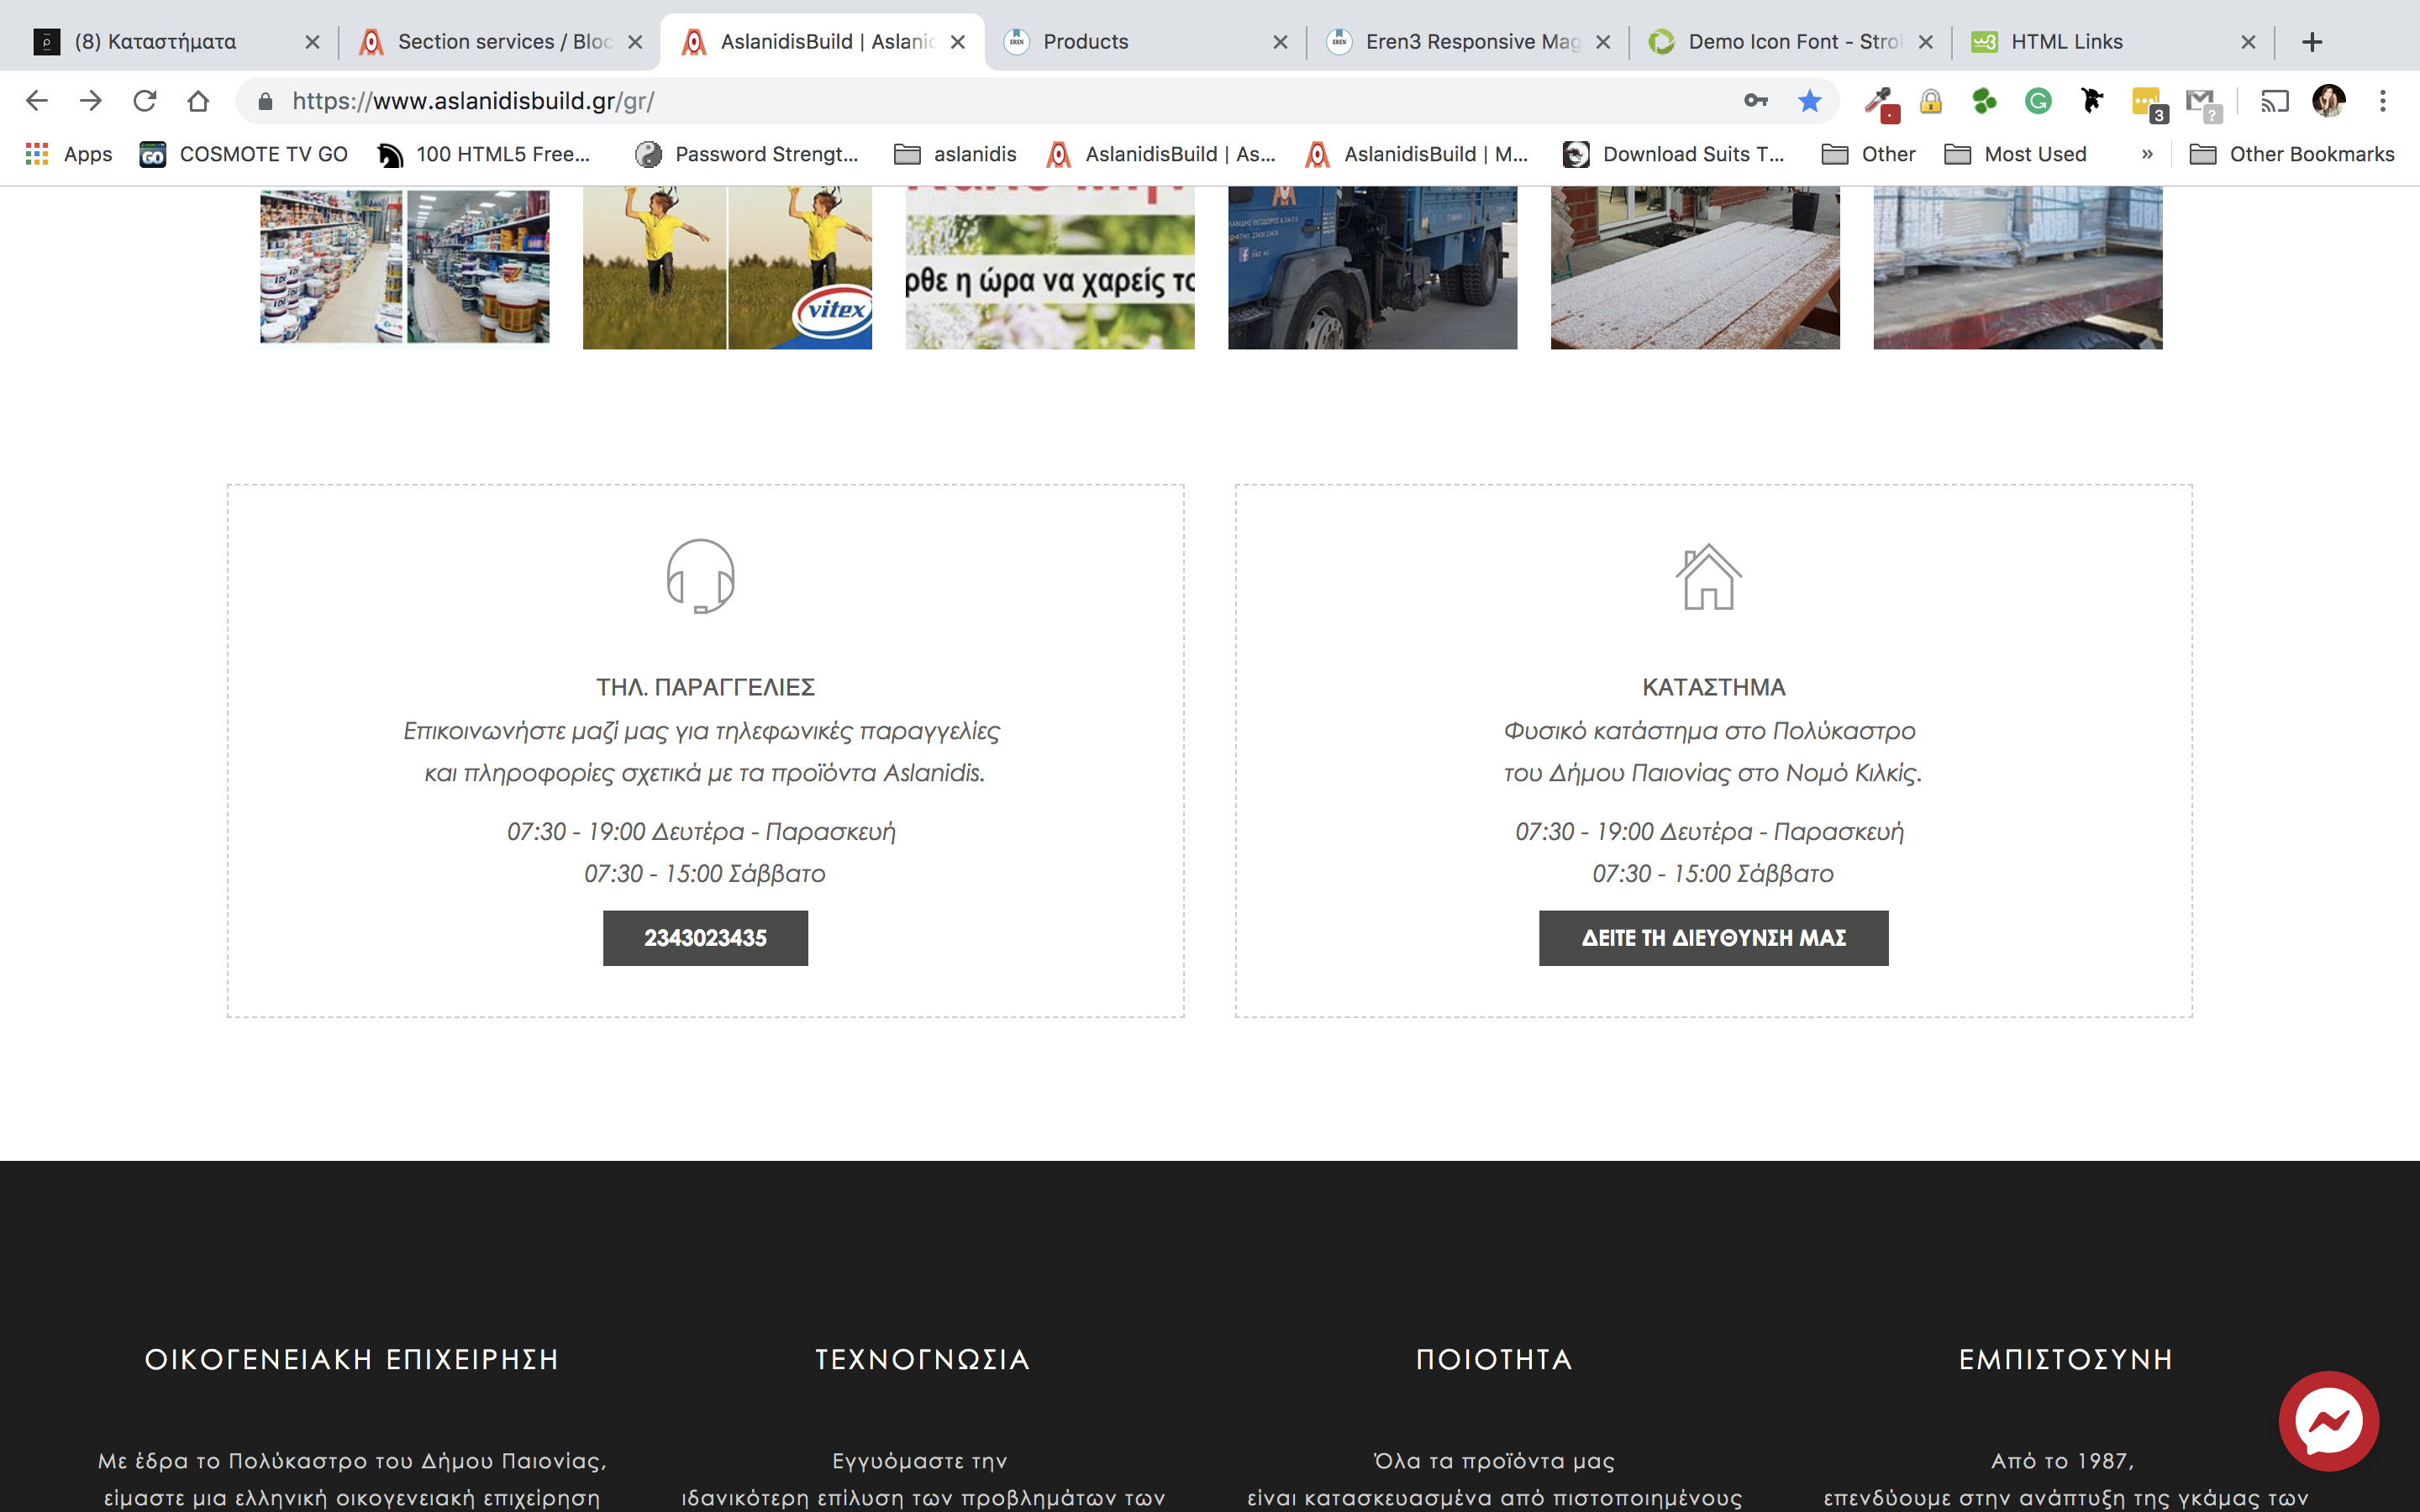 (8) Καταστήματα
Section services / Bloc
AslanidisBuild | Aslanid
Products
Eren3 Responsive Mag
Demo Icon Font - Stro
HTML Links
https://www.aslanidisbuild.gr/gr/
3
?
Apps
GO
COSMOTE TV GO
100 HTML5 Free...
Password Strengt...
aslanidis
AslanidisBuild | As...
AslanidisBuild | M...
Download Suits T...
Other
Most Used
»
Other Bookmarks
vitex
ρθε η ώρα να χαρείς το
ΤΗΛ. ΠΑΡΑΓΓΕΛΙΕΣ
Επικοινωνήστε μαζί μας για τηλεφωνικές παραγγελίες
και πληροφορίες σχετικά με τα προϊόντα Aslanidis.
07:30 - 19:00 Δευτέρα - Παρασκευή
07:30 - 15:00 Σάββατο
2343023435
ΚΑΤΑΣΤΗΜΑ
Φυσικό κατάστημα στο Πολύκαστρο
του Δήμου Παιονίας στο Νομό Κιλκίς.
07:30 - 19:00 Δευτέρα - Παρασκευή
07:30 - 15:00 Σάββατο
ΔΕΙΤΕ ΤΗ ΔΙΕΥΘΥΝΣΗ ΜΑΣ
ΟΙΚΟΓΕΝΕΙΑΚΗ ΕΠΙΧΕΙΡΗΣΗ
Με έδρα το Πολύκαστρο του Δήμου Παιονίας,
είμαστε μια ελληνική οικογενειακή επιχείρηση
ΤΕΧΝΟΓΝΩΣΙΑ
Εγγυόμαστε την
ιδανικότερη επίλυση των προβλημάτων των
ΠΟΙΟΤΗΤΑ
Όλα τα προϊόντα μας
είναι κατασκευασμένα από πιστοποιημένους
ΕΜΠΙΣΤΟΣΥΝΗ
Από το 1987,
επενδύουμε στην ανάπτυξη της γκάμας των